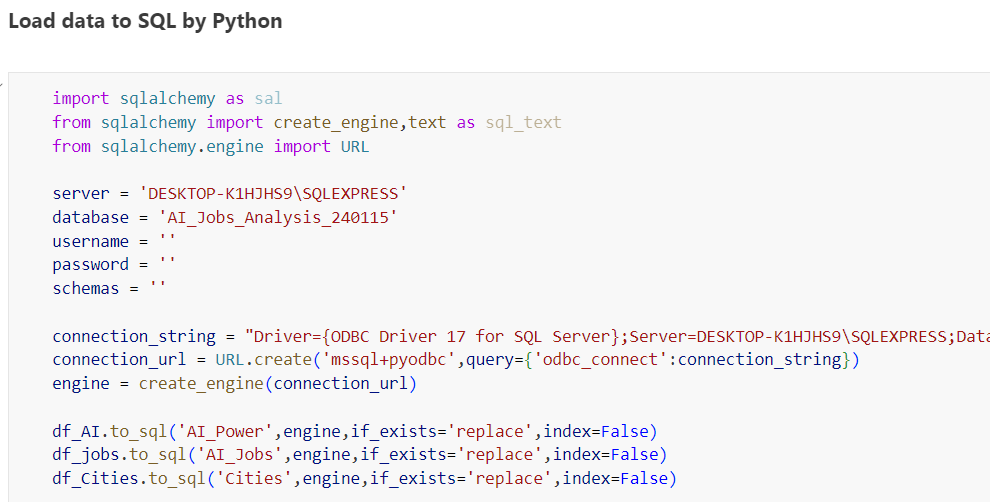 Load data to SQL by Python
import sqlalchemy as sal
from sqlalchemy import create_engine,text as sql_text
from sqlalchemy.engine import URL
server = 'DESKTOP-K1HJHS9\SQLEXPRESS'
database = 'AI_Jobs_Analysis_240115'
username = ''
password = ''
schemas = ''
connection_string = "Driver={ODBC Driver 17 for SQL Server};Server=DESKTOP-K1HJHS9\SQLEXPRESS;Data
connection_url = URL.create('mssql+pyodbc',query={'odbc_connect':connection_string})
engine = create_engine(connection_url)
df_AI.to_sql('AI_Power',engine,if_exists='replace',index=False)
df_jobs.to_sql('AI_Jobs',engine,if_exists='replace',index=False)
df_Cities.to_sql('Cities',engine,if_exists='replace',index=False)